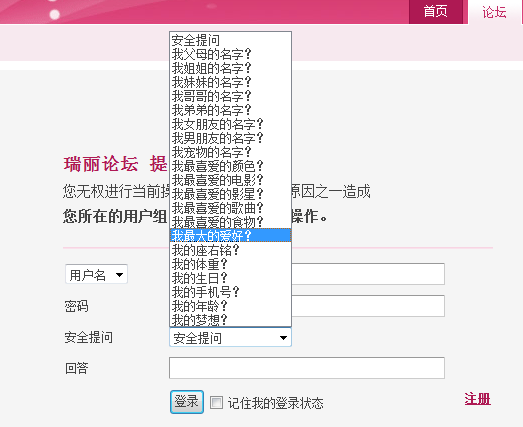 首页 论坛
安全提问
我父母的名字?
我姐姐的名字?
我妹妹的名字?
我哥哥的名字?
我弟弟的名字?
我女朋友的名字?
我男朋友的名字?
我宠物的名字?
我最喜爱的颜色?
我最喜爱的电影?
我最喜爱的影星?
我最喜爱的歌曲?
我最喜爱的食物?
我最大的爱好?
我的座右铭?
我的体重?
我的生日?
我的手机号?
我的年龄?
我的梦想?
瑞丽论坛 提
您无权进行当前操 原因之一造成
您所在的用户组 操作。
用户名
密码
安全提问 安全提问
回答
登录 记住我的登录状态 注册